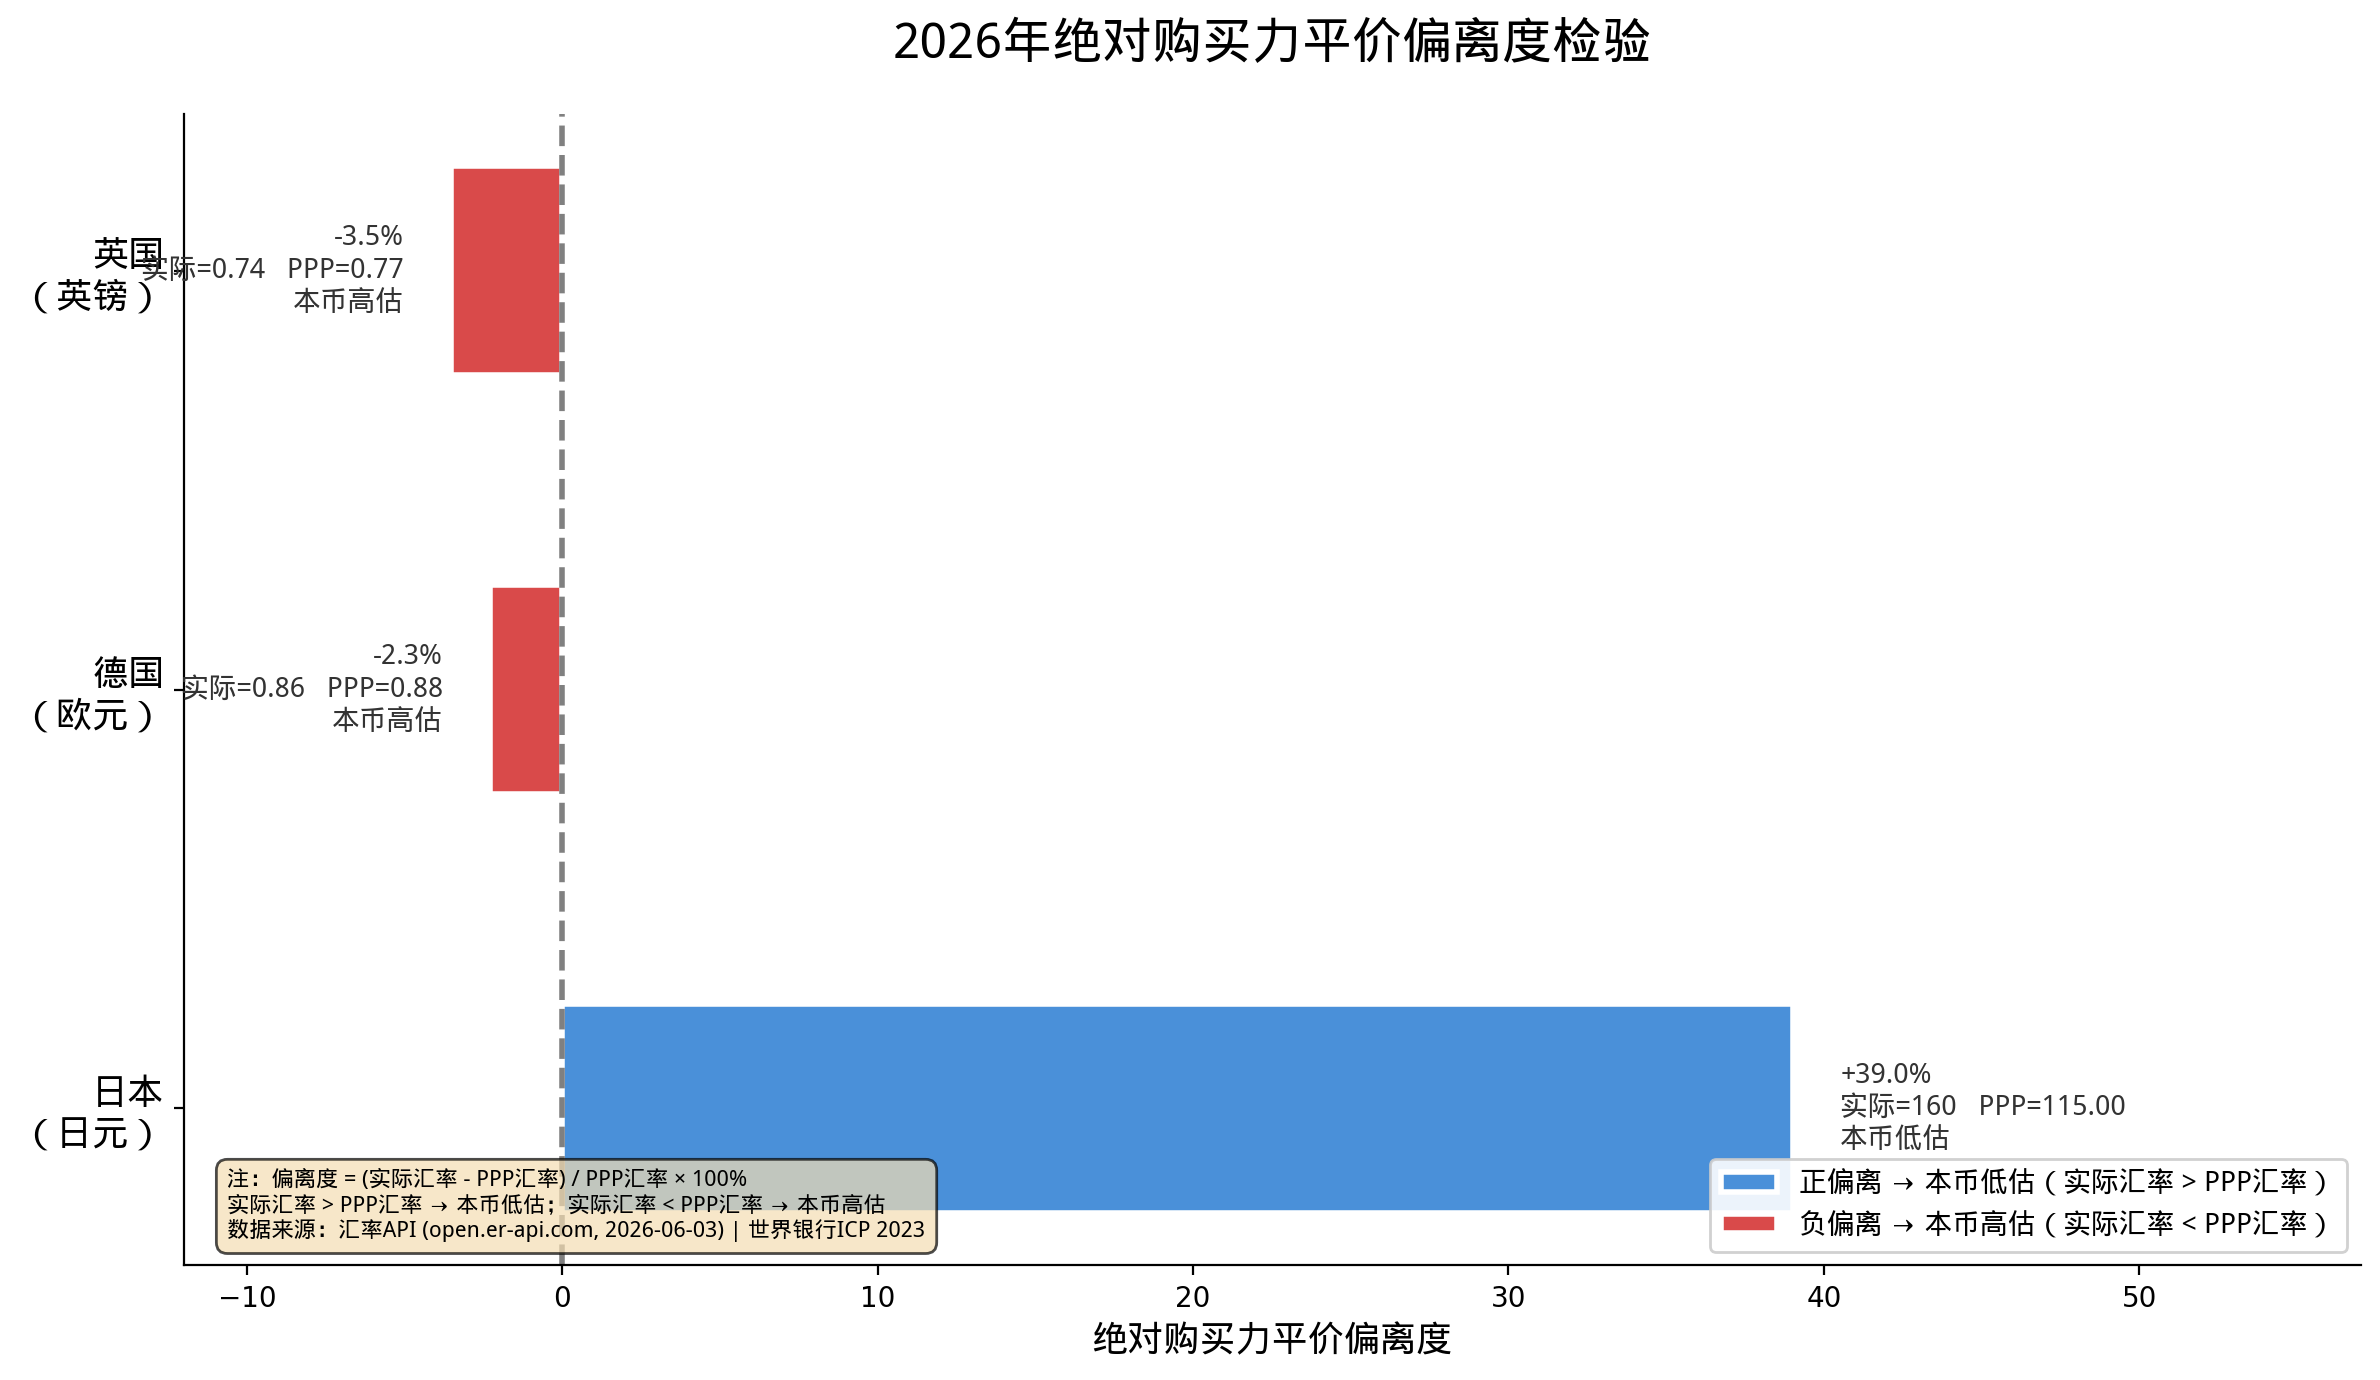 2026年绝对购买力平价偏离度检验
英国
（英镑）
-3.5%
实际=0.74 PPP=0.77
本币高估
德国
（欧元）
-2.3%
实际=0.86 PPP=0.88
本币高估
日本
（日元）
+39.0%
实际=160 PPP=115.00
本币低估
注：偏离度 = (实际汇率 - PPP汇率) / PPP汇率 × 100%
实际汇率 > PPP汇率 → 本币低估；实际汇率 < PPP汇率 → 本币高估
数据来源：汇率API (open.er-api.com, 2026-06-03) | 世界银行ICP 2023
正偏离 → 本币低估（实际汇率 > PPP汇率）
负偏离 → 本币高估（实际汇率 < PPP汇率）
−10 0 10 20 30 40 50
绝对购买力平价偏离度